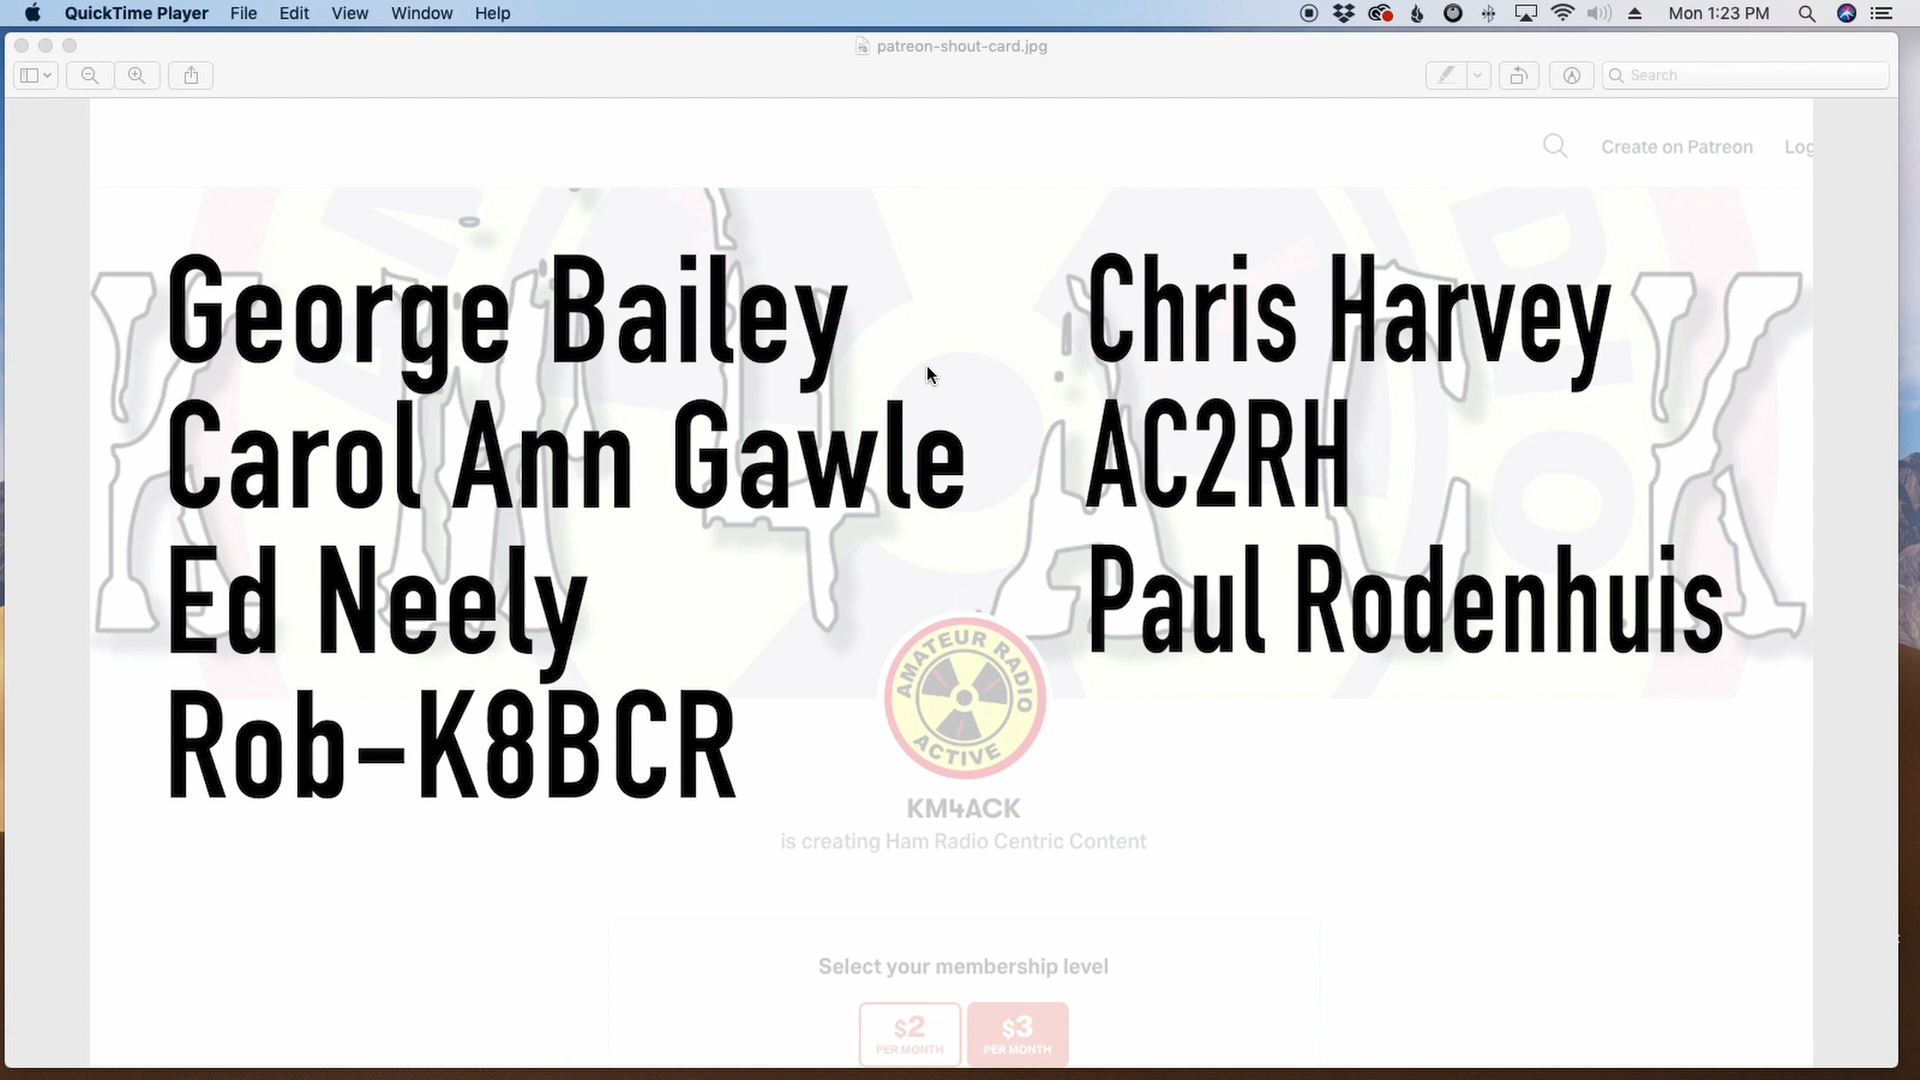 QuickTime Player File Edit View Window Help Mon 1:23 PM
patreon-shout-card.jpg
Search
Create on Patreon Log
George Bailey
Carol Ann Gawle
Ed Neely
Rob-K8BCR
Chris Harvey
AC2RH
Paul Rodenhuis
AMATEUR RADIO
ACTIVE
KM4ACK
is creating Ham Radio Centric Content
Select your membership level
$2
PER MONTH
$3
PER MONTH